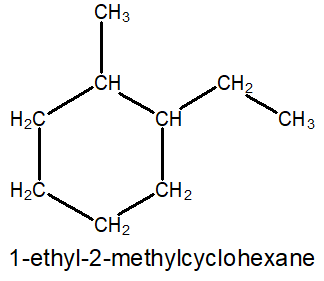 CH₃
CH CH₂
H₂C CH CH₃
H₂C CH₂
CH₂
1-ethyl-2-methylcyclohexane